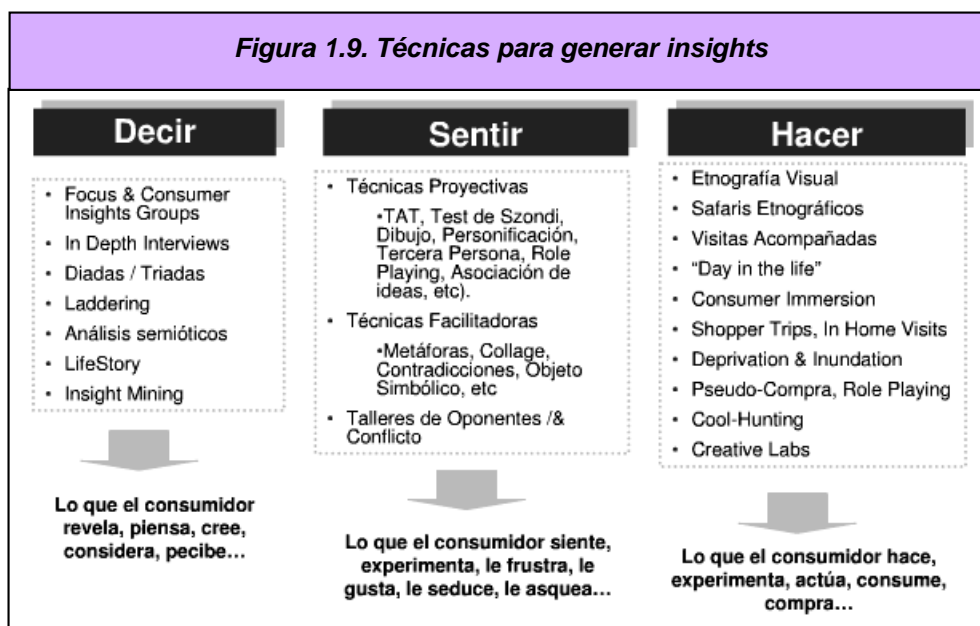 Figura 1.9. Técnicas para generar insights
Decir
• Focus & Consumer
Insights Groups
• In Depth Interviews
• Diadas / Triadas
• Laddering
• Análisis semióticos
• LifeStory
• Insight Mining
Lo que el consumidor
revela, piensa, cree,
considera, pecibe…
Sentir
• Técnicas Proyectivas
•TAT, Test de Szondi,
Dibujo, Personificación,
Tercera Persona, Role
Playing, Asociación de
ideas, etc).
• Técnicas Facilitadoras
•Metáforas, Collage,
Contradicciones, Objeto
Simbólico, etc
• Talleres de Oponentes /&
Conflicto
Lo que el consumidor siente,
experimenta, le frustra, le
gusta, le seduce, le asquea…
Hacer
• Etnografía Visual
• Safaris Etnográficos
• Visitas Acompañadas
• “Day in the life”
• Consumer Immersion
• Shopper Trips, In Home Visits
• Deprivation & Inundation
• Pseudo-Compra, Role Playing
• Cool-Hunting
• Creative Labs
Lo que el consumidor hace,
experimenta, actúa, consume,
compra…